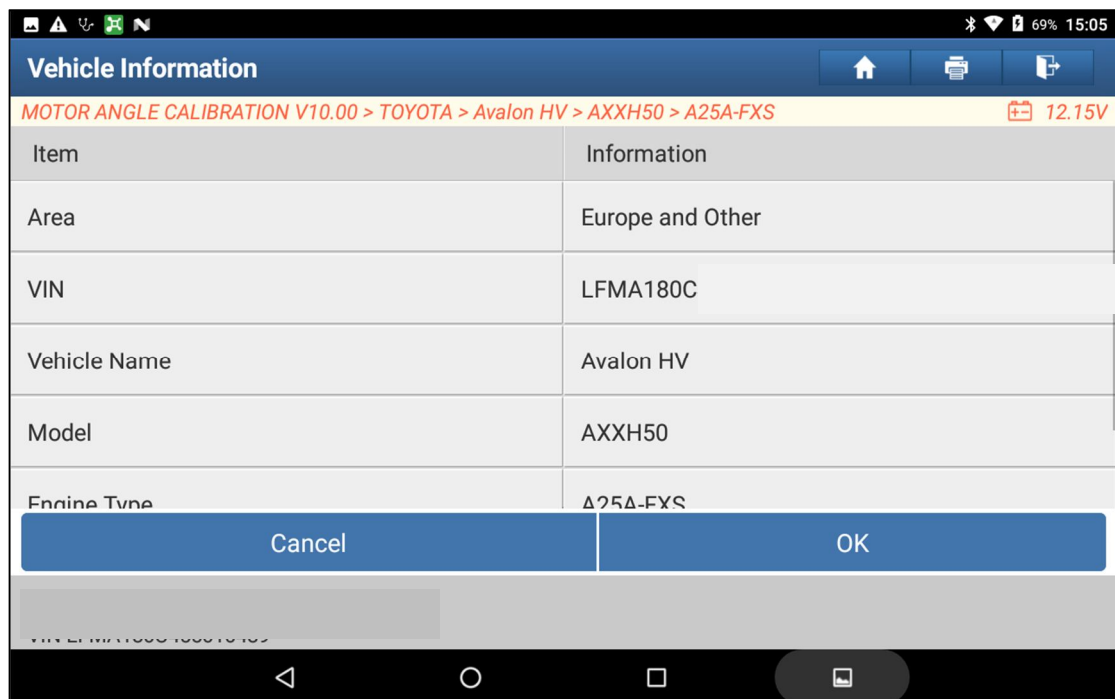 69% 15:05
Vehicle Information
MOTOR ANGLE CALIBRATION V10.00 > TOYOTA > Avalon HV > AXXH50 > A25A-FXS 12.15V
Item Information
Area Europe and Other
VIN LFMA180C
Vehicle Name Avalon HV
Model AXXH50
Engine Type A25A-FXS
Cancel OK